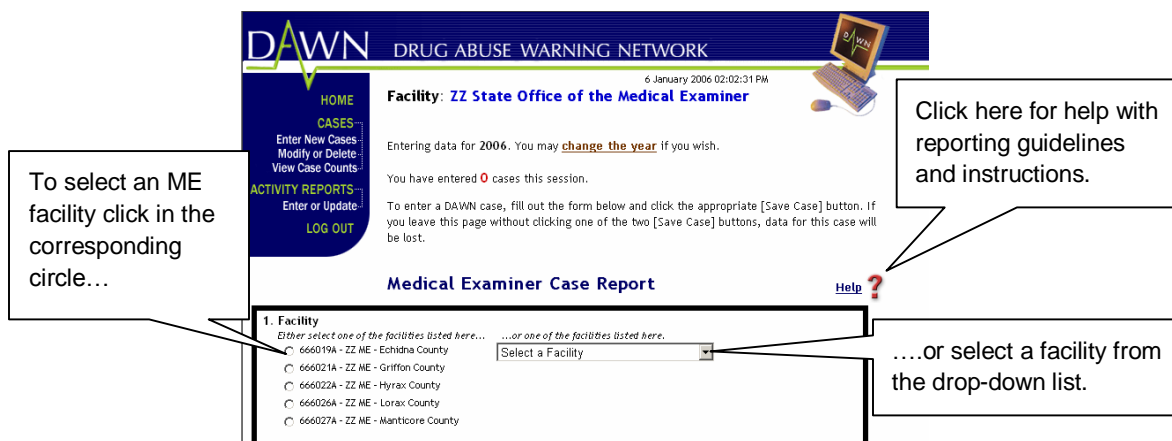 DAWN DRUG ABUSE WARNING NETWORK
DAWN
6 January 2006 02:02:31 PM
Facility: ZZ State Office of the Medical Examiner
HOME
CASES
Enter New Cases
Modify or Delete
View Case Counts
ACTIVITY REPORTS
Enter or Update
LOG OUT
Entering data for 2006. You may change the year if you wish.
You have entered 0 cases this session.
To enter a DAWN case, fill out the form below and click the appropriate [Save Case] button. If
you leave this page without clicking one of the two [Save Case] buttons, data for this case will
be lost.
Click here for help with
reporting guidelines
and instructions.
To select an ME
facility click in the
corresponding
circle…
Medical Examiner Case Report
Help ?
1. Facility
Either select one of the facilities listed here... ...or one of the facilities listed here.
666019A - ZZ ME - Echidna County
Select a Facility
666021A - ZZ ME - Griffon County
666022A - ZZ ME - Hyrax County
666026A - ZZ ME - Lorax County
666027A - ZZ ME - Manticore County
….or select a facility from
the drop-down list.